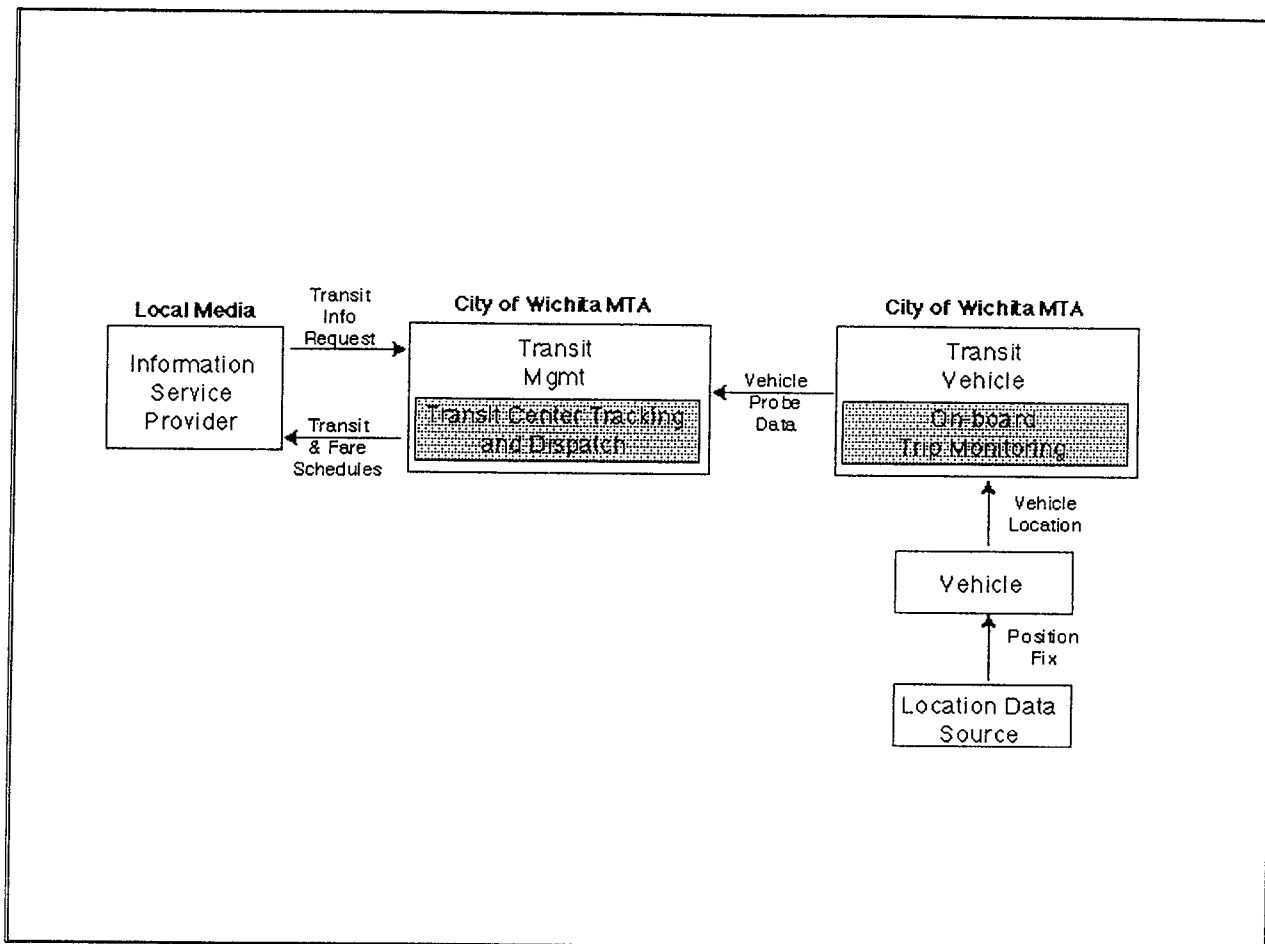 Local Media
Transit
Info
Request
Information
Service
Provider
Transit
& Fare
Schedules
City of Wichita MTA
Transit
Mgmt
Transit Center Tracking
and Dispatch
Vehicle
Probe
Data
City of Wichita MTA
Transit
Vehicle
On-board
Trip Monitoring
Vehicle
Location
Vehicle
Position
Fix
Location Data
Source